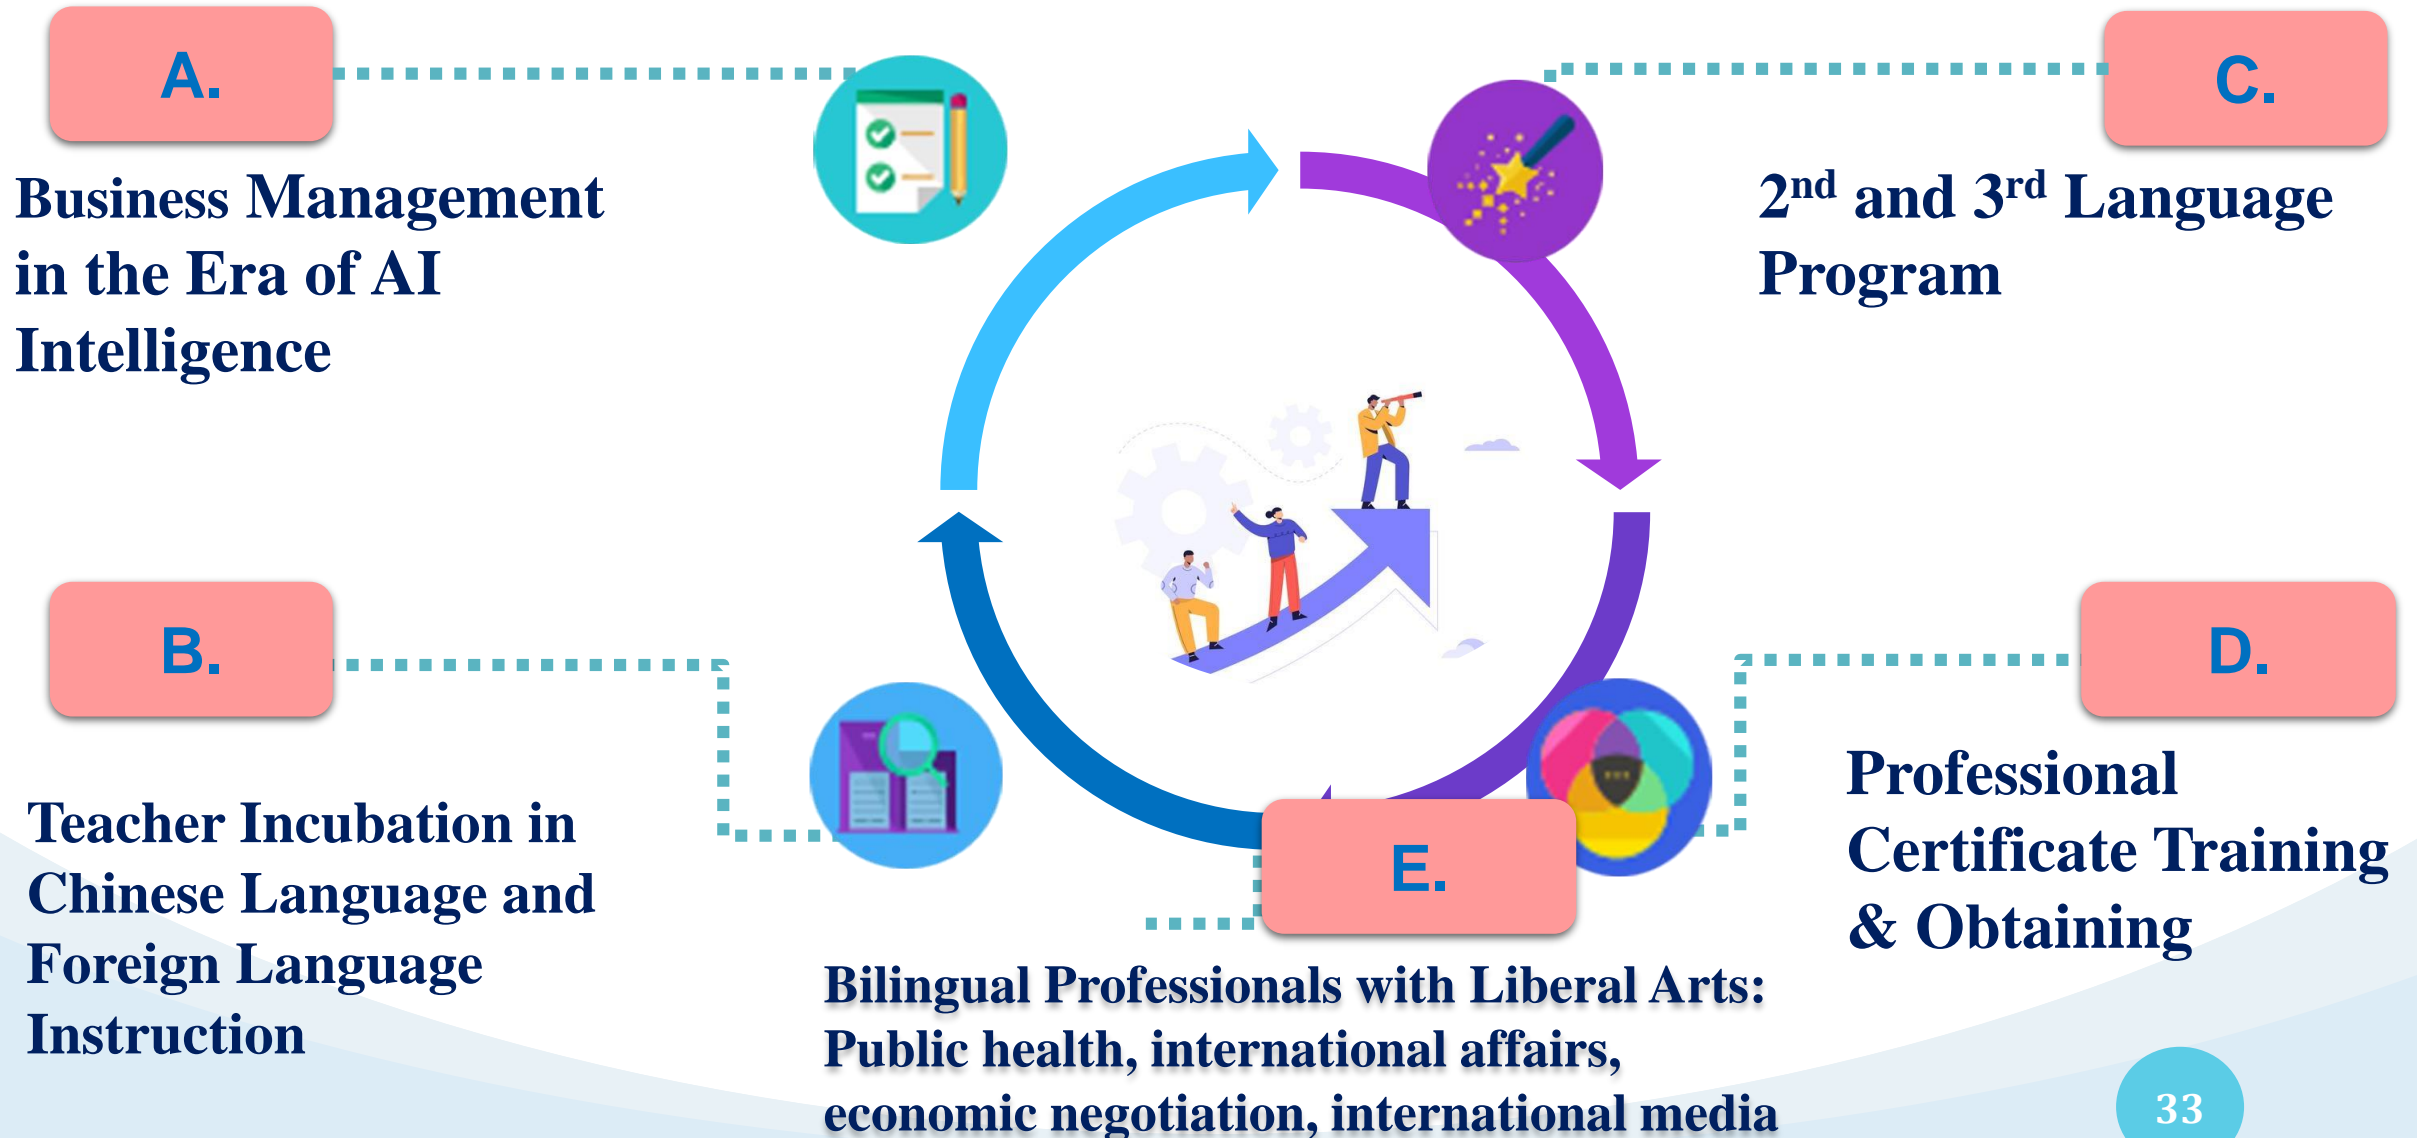 A.
Business Management
in the Era of AI
Intelligence
B.
Teacher Incubation in
Chinese Language and
Foreign Language
Instruction
C.
2nd and 3rd Language
Program
D.
Professional
Certificate Training
& Obtaining
E.
Bilingual Professionals with Liberal Arts:
Public health, international affairs,
economic negotiation, international media
33